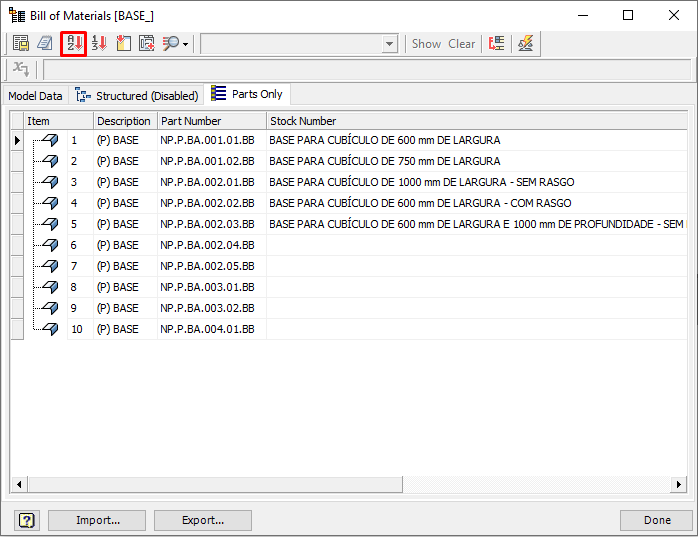 Bill of Materials [BASE_]
Show Clear
Model Data Structured (Disabled) Parts Only
Item Description Part Number Stock Number
1 (P) BASE NP.P.BA.001.01.BB BASE PARA CUBÍCULO DE 600 mm DE LARGURA
2 (P) BASE NP.P.BA.001.02.BB BASE PARA CUBÍCULO DE 750 mm DE LARGURA
3 (P) BASE NP.P.BA.002.01.BB BASE PARA CUBÍCULO DE 1000 mm DE LARGURA - SEM RASGO
4 (P) BASE NP.P.BA.002.02.BB BASE PARA CUBÍCULO DE 600 mm DE LARGURA - COM RASGO
5 (P) BASE NP.P.BA.002.03.BB BASE PARA CUBÍCULO DE 600 mm DE LARGURA E 1000 mm DE PROFUNDIDADE - SEM
6 (P) BASE NP.P.BA.002.04.BB
7 (P) BASE NP.P.BA.002.05.BB
8 (P) BASE NP.P.BA.003.01.BB
9 (P) BASE NP.P.BA.003.02.BB
10 (P) BASE NP.P.BA.004.01.BB
Import... Export... Done